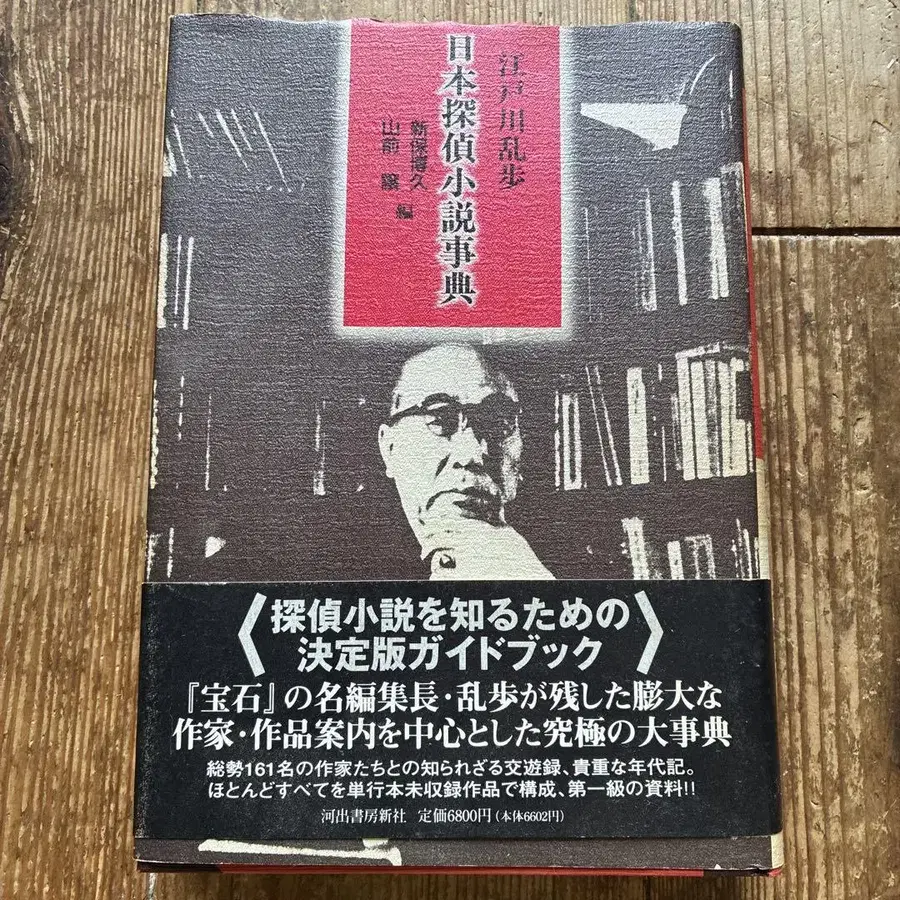 江戸川乱歩
日本探偵小説事典
新保博久
山前 譲
編
〈探偵小説を知るための
決定版ガイドブック〉
『宝石』の名編集長・乱歩が残した膨大な
作家・作品案内を中心とした究極の大事典
総勢161名の作家たちとの知られざる交遊録、貴重な年代記。
ほとんどすべてを単行本未収録作品で構成、第一級の資料!!
河出書房新社 定価6800円(本体6602円)